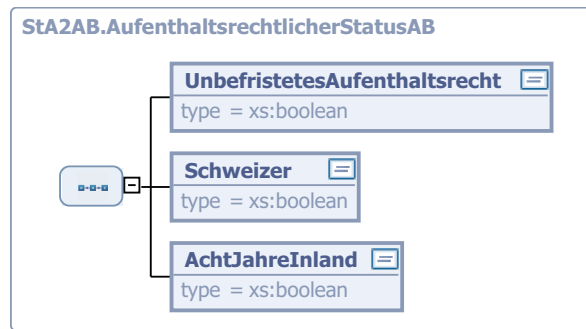 StA2AB.AufenthaltsrechtlicherStatusAB
UnbefristetesAufenthaltsrecht
type = xs:boolean
Schweizer
type = xs:boolean
AchtJahreInland
type = xs:boolean